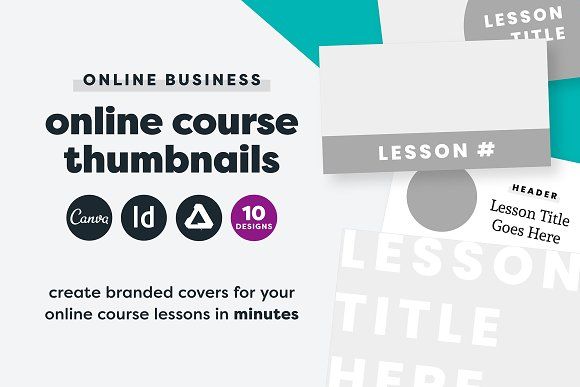 ONLINE BUSINESS
online course
thumbnails
Canva
Id
10
DESIGNS
create branded covers for your
online course lessons in minutes
LESSON
TITLE
LESSON #
HEADER
Lesson Title
Goes Here
LESSON
TITLE
HERE